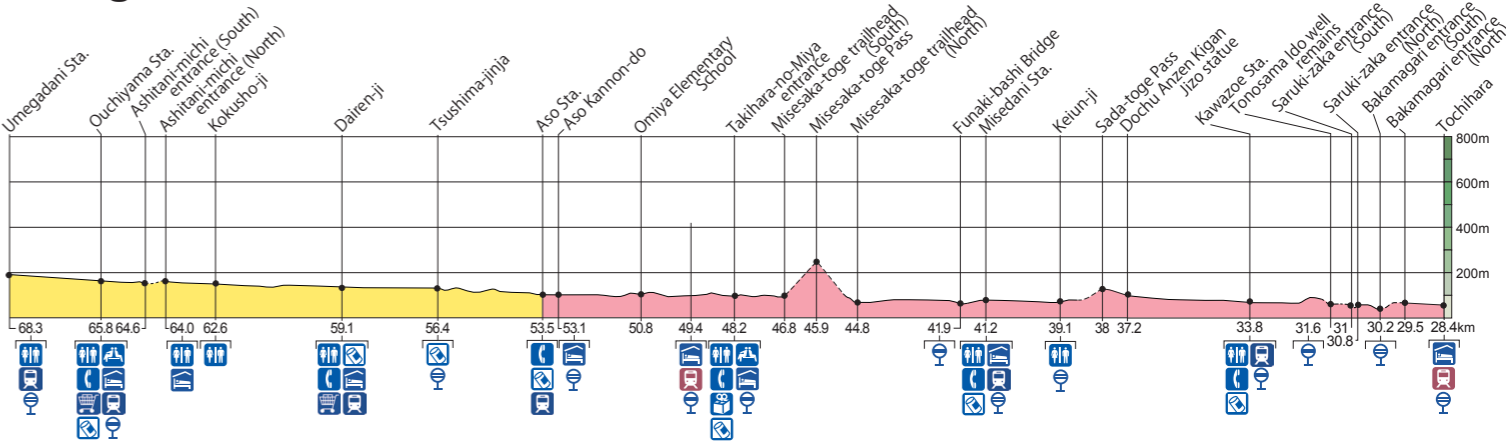 Umegadani Sta.
Ouchiyama Sta.
Ashitani-michi
entrance (South)
Ashitani-michi
entrance (North)
Kokusho-ji
Dairen-ji
Tsushima-jinja
Aso Sta.
Aso Kannon-do
Omiya Elementary
School
Takihara-no-Miya
entrance
Misesaka-toge trailhead
(South)
Misesaka-toge Pass
Misesaka-toge trailhead
(North)
Funaki-bashi Bridge
Misedani Sta.
Keiun-ji
Sada-toge Pass
Dochu Anzen Kigan
Jizo statue
Kawazoe Sta.
Tonosama Ido well
remains
Saruki-zaka entrance
(South)
Saruki-zaka entrance
(North)
Bakamagari entrance
(South)
Bakamagari entrance
(North)
Tochihara
800m
600m
400m
200m
68.3 65.8 64.6 64.0 62.6 59.1 56.4 53.5 53.1 50.8 49.4 48.2 46.8 45.9 44.8 41.9 41.2 39.1 38 37.2 33.8 31.6 31 30.2 29.5 28.4km
30.8